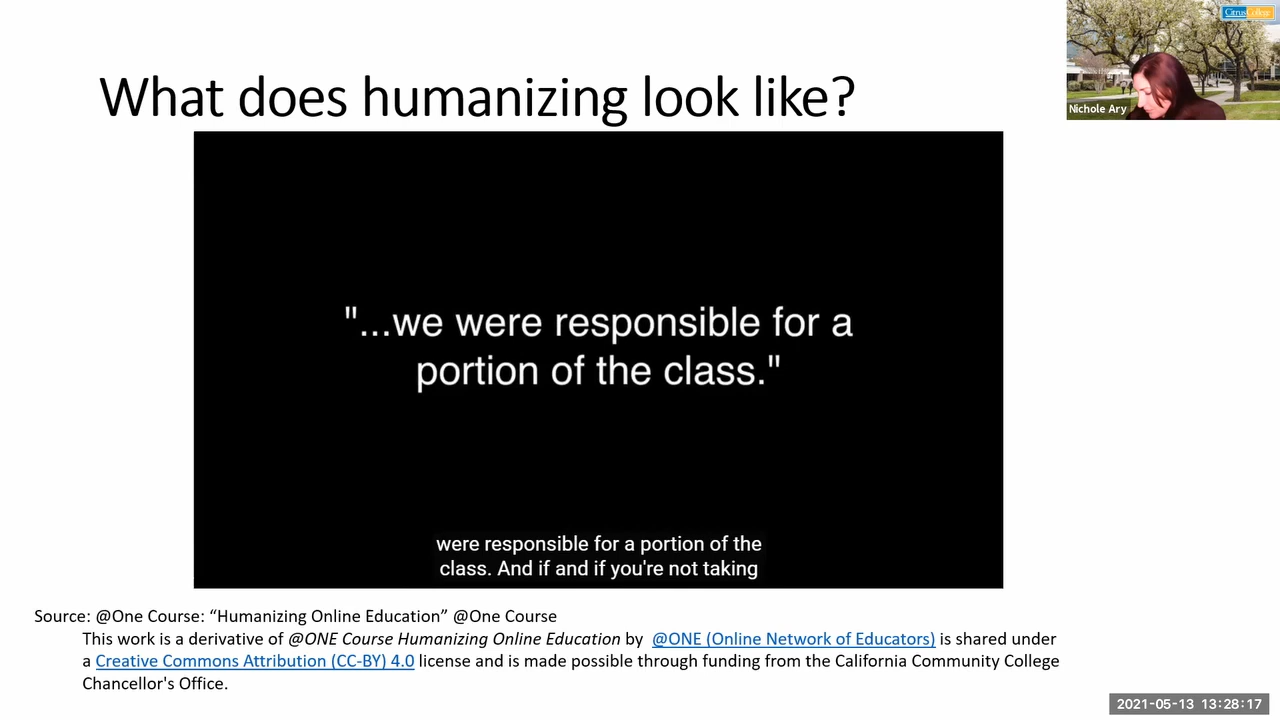 What does humanizing look like?
CitrusCollege
Nichole Ary
"...we were responsible for a
portion of the class."
were responsible for a portion of the
class. And if and if you're not taking
Source: @One Course: “Humanizing Online Education” @One Course
This work is a derivative of @ONE Course Humanizing Online Education by @ONE (Online Network of Educators) is shared under
a Creative Commons Attribution (CC-BY) 4.0 license and is made possible through funding from the California Community College
Chancellor's Office.
2021-05-13 13:28:17